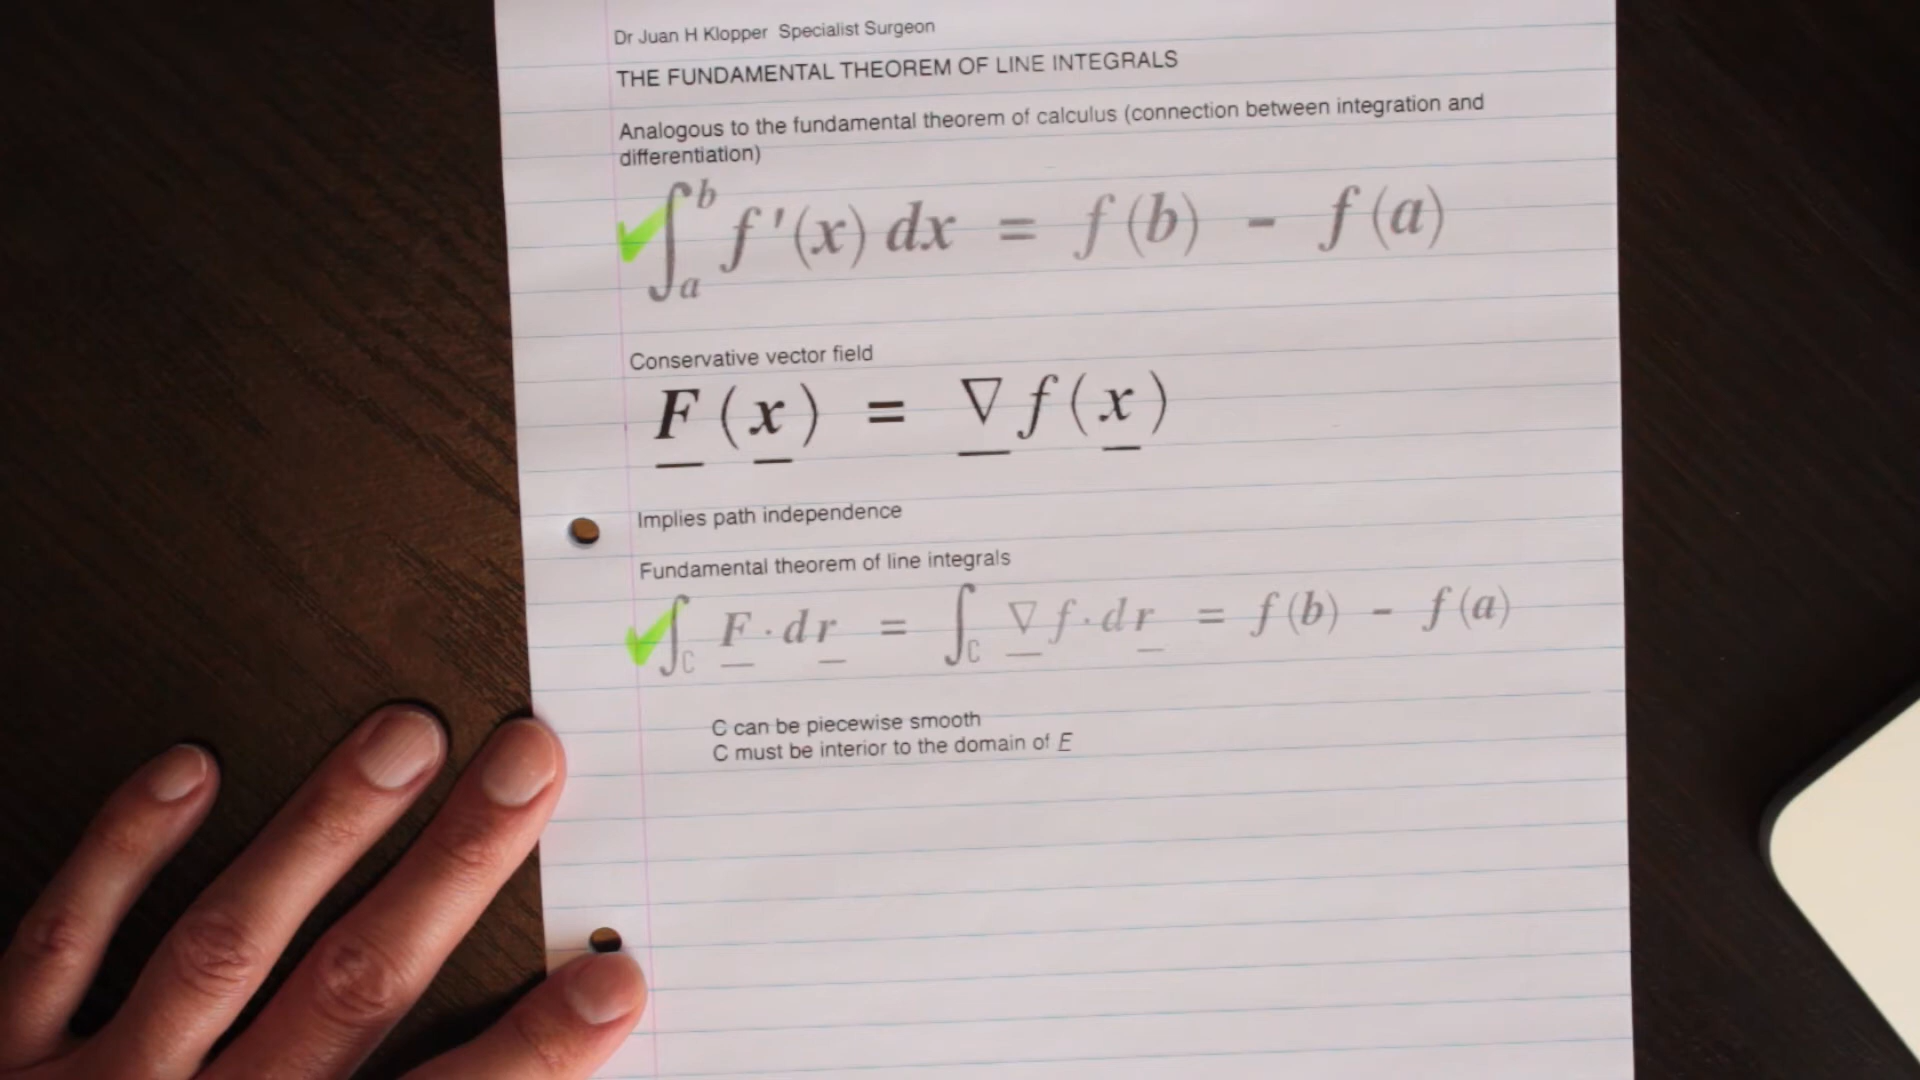 Dr Juan H Klopper Specialist Surgeon
THE FUNDAMENTAL THEOREM OF LINE INTEGRALS
Analogous to the fundamental theorem of calculus (connection between integration and
differentiation)
∫_a^b f'(x) dx = f(b) - f(a)
Conservative vector field
F(x) = ∇f(x)
Implies path independence
Fundamental theorem of line integrals
∫_C F·dr = ∫_C ∇f·dr = f(b) - f(a)
C can be piecewise smooth
C must be interior to the domain of F